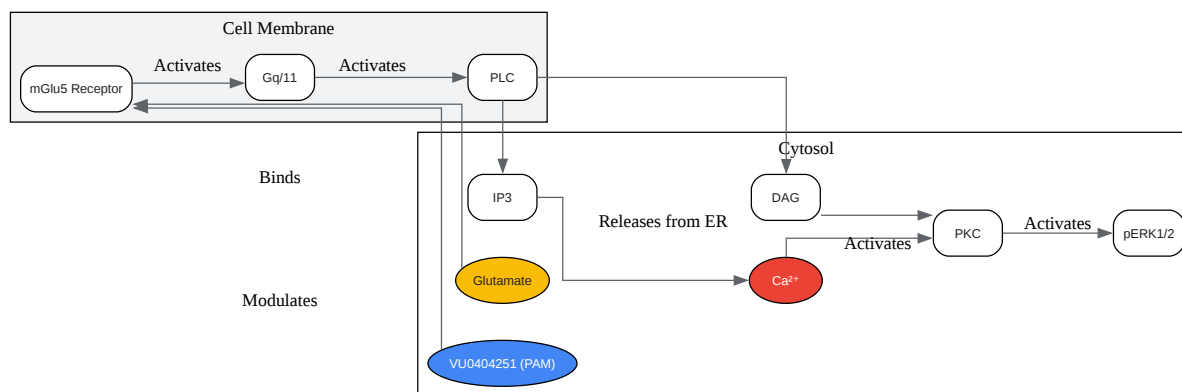 Cell Membrane
Activates
Activates
mGlu5 Receptor
Gq/11
PLC
Cytosol
Binds
IP3
DAG
Releases from ER
Activates
Activates
PKC
pERK1/2
Glutamate
Ca²⁺
Modulates
VU0404251 (PAM)